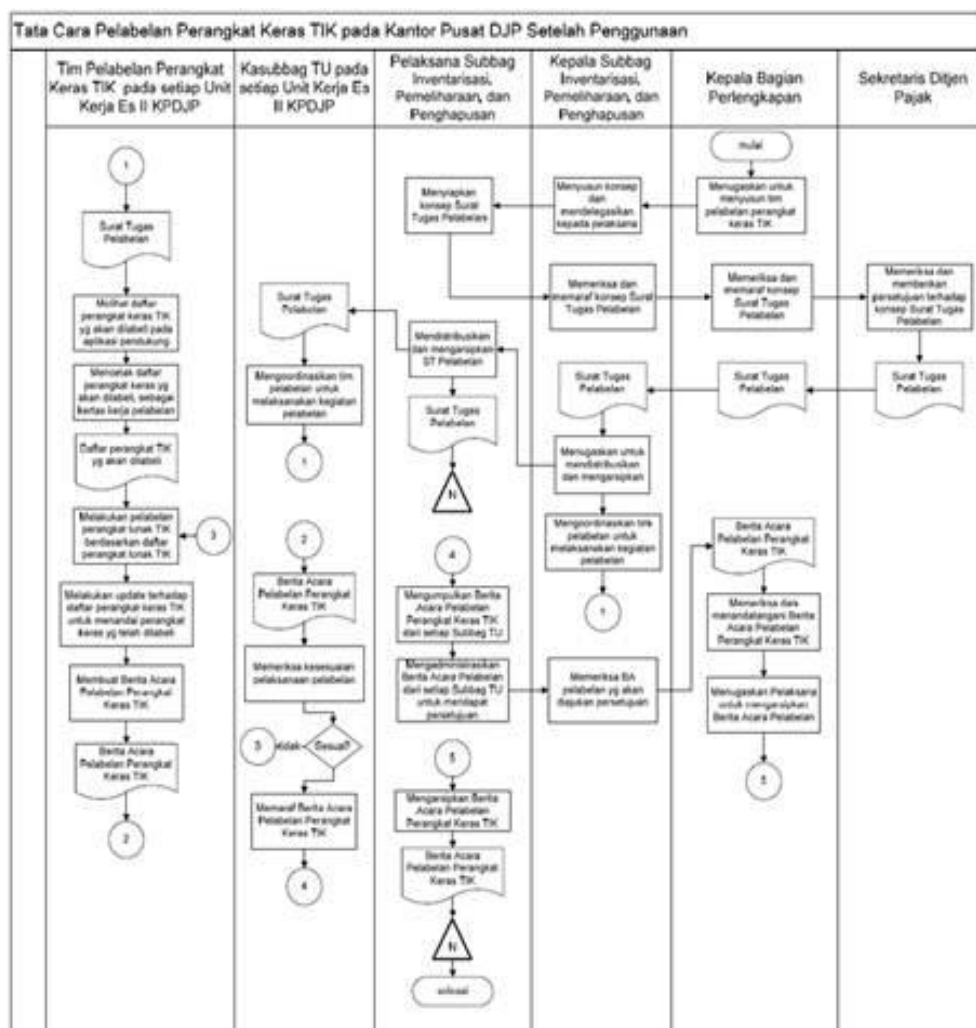 Tata Cara Pelabelan Perangkat Keras TIK pada Kantor Pusat DJP Setelah Penggunaan
Tim Pelabelan Perangkat
Keras TIK pada setiap Unit
Kerja Es II KPDJP
Kasubbag TU pada
setiap Unit Kerja Es
III KPDJP
Pelaksana Subbag
Inventarisasi,
Pemeliharaan, dan
Penghapusan
Kepala Subbag
Inventarisasi,
Pemeliharaan, dan
Penghapusan
Kepala Bagian
Perlengkapan
Sekretaris Ditjen
Pajak
1
Surat Tugas
Pelabelan
Melihat daftar
perangkat keras TIK
yg akan dilabeli pada
aplikasi pendukung
Mencetak daftar
perangkat keras yg
akan dilabeli, sebagai
kertas kerja pelabelan
Daftar perangkat TIK
yg akan dilabeli
Melakukan pelabelan
perangkat lunak TIK
berdasarkan daftar
perangkat lunak TIK
3
Melakukan update terhadap
daftar perangkat keras TIK
untuk menandai perangkat
keras yg telah dilabeli
Membuat Berita Acara
Pelabelan Perangkat
Keras TIK
Berita Acara
Pelabelan Perangkat
Keras TIK
2
Surat Tugas
Pelabelan
Mengoordinasikan tim
pelabelan untuk
melaksanakan kegiatan
pelabelan
1
2
Berita Acara
Pelabelan Perangkat
Keras TIK
Memeriksa kesesuaian
pelaksanaan pelabelan
3
tidak
Sesuai?
Memaraf Berita Acara
Pelabelan Perangkat
Keras TIK
4
Menyiapkan
konsep Surat
Tugas Pelabelan
Mendistribusikan
dan mengarsipkan
ST Pelabelan
Surat Tugas
Pelabelan
N
4
Mengumpulkan Berita
Acara Pelabelan
Perangkat Keras TIK
dari setiap Subbag TU
Mengadministrasikan
Berita Acara Pelabelan
dari setiap Subbag TU
untuk mendapat
persetujuan
5
Mengarsipkan Berita
Acara Pelabelan
Perangkat Keras TIK
Berita Acara
Pelabelan Perangkat
Keras TIK
N
selesai
Menyusun konsep
dan
mendelegasikan
kepada pelaksana
Memeriksa dan
memaraf konsep Surat
Tugas Pelabelan
Surat Tugas
Pelabelan
Menugaskan untuk
mendistribusikan
dan mengarsipkan
Mengoordinasikan tim
pelabelan untuk
melaksanakan kegiatan
pelabelan
1
Memeriksa BA
pelabelan yg akan
diajukan persetujuan
mulai
Menugaskan untuk
menyusun tim
pelabelan perangkat
keras TIK
Memeriksa dan
memaraf konsep
Surat Tugas
Pelabelan
Surat Tugas
Pelabelan
Berita Acara
Pelabelan Perangkat
Keras TIK
Memeriksa dan
menandatangani Berita
Acara Pelabelan
Perangkat Keras TIK
Menugaskan Pelaksana
untuk mengarsipkan
Berita Acara Pelabelan
5
Memeriksa dan
memberikan
persetujuan terhadap
konsep Surat Tugas
Pelabelan
Surat Tugas
Pelabelan